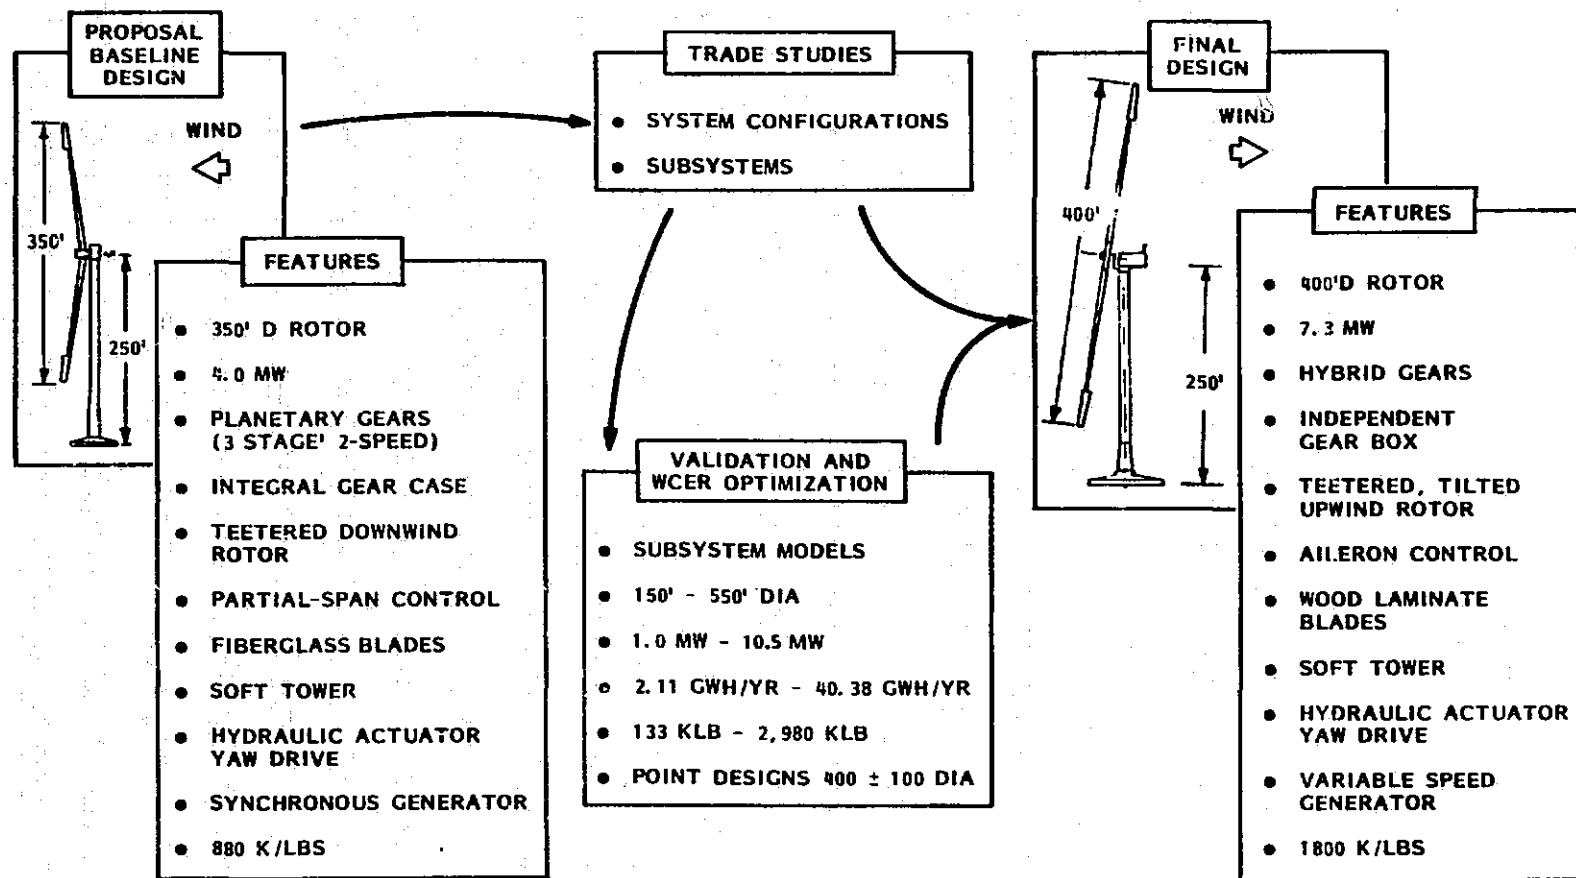 PROPOSAL
BASELINE
DESIGN
WIND
350'
250'
FEATURES
• 350' D ROTOR
• 4.0 MW
• PLANETARY GEARS
(3 STAGE' 2-SPEED)
• INTEGRAL GEAR CASE
• TEETERED DOWNWIND
ROTOR
• PARTIAL-SPAN CONTROL
• FIBERGLASS BLADES
• SOFT TOWER
• HYDRAULIC ACTUATOR
YAW DRIVE
• SYNCHRONOUS GENERATOR
• 880 K/LBS
TRADE STUDIES
• SYSTEM CONFIGURATIONS
• SUBSYSTEMS
VALIDATION AND
WCER OPTIMIZATION
• SUBSYSTEM MODELS
• 150' - 550' DIA
• 1.0 MW - 10.5 MW
• 2.11 GWH/YR - 40.38 GWH/YR
• 133 KLB - 2,980 KLB
• POINT DESIGNS 400 ± 100 DIA
FINAL
DESIGN
WIND
400'
250'
FEATURES
• 400'D ROTOR
• 7.3 MW
• HYBRID GEARS
• INDEPENDENT
GEAR BOX
• TEETERED, TILTED
UPWIND ROTOR
• AILERON CONTROL
• WOOD LAMINATE
BLADES
• SOFT TOWER
• HYDRAULIC ACTUATOR
YAW DRIVE
• VARIABLE SPEED
GENERATOR
• 1800 K/LBS